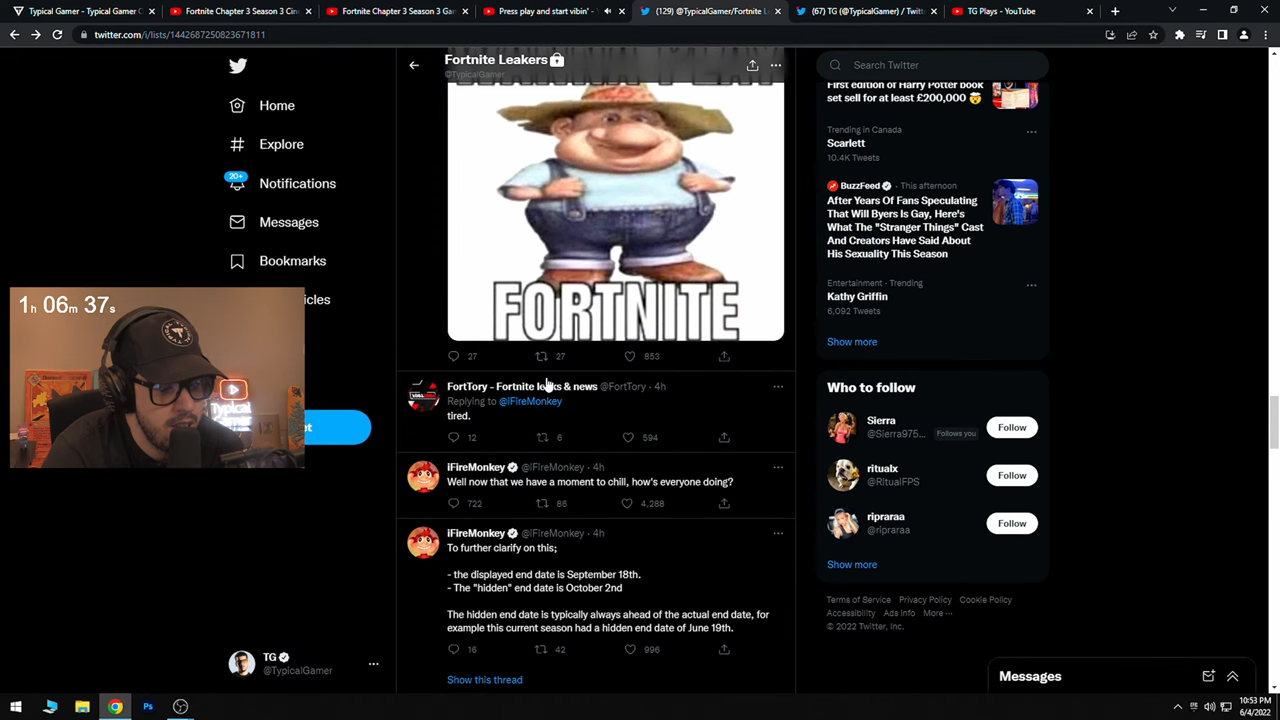 Typical Gamer - Typical Gaming C
Fortnite Chapter 3 Season 3 Cin
Fortnite Chapter 3 Season 3 Ga
Press play and start vibin'
(129) @TypicalGamer/Fortnite L
(67) TG (@TypicalGamer) / Twitt
TG Plays - YouTube
twitter.com/i/lists/1442687250823671811
Home
Explore
20+
Notifications
Messages
Bookmarks
1h 06m 37s
TG
@TypicalGamer
Fortnite Leakers
@TypicalGamer
FORTNITE
27 27 853
FortTory - Fortnite leaks & news @FortTory · 4h
Replying to @iFireMonkey
tired.
12 6 594
iFireMonkey @iFireMonkey · 4h
Well now that we have a moment to chill, how's everyone doing?
722 86 4,288
iFireMonkey @iFireMonkey · 4h
To further clarify on this;
- the displayed end date is September 18th.
- The "hidden" end date is October 2nd
The hidden end date is typically always ahead of the actual end date, for
example this current season had a hidden end date of June 19th.
16 42 996
Show this thread
Search Twitter
First edition of Harry Potter book
set sell for at least £200,000 🤯
Trending in Canada
Scarlett
10.4K Tweets
BuzzFeed · This afternoon
After Years Of Fans Speculating
That Will Byers Is Gay, Here's
What The "Stranger Things" Cast
And Creators Have Said About
His Sexuality This Season
Entertainment · Trending
Kathy Griffin
6,092 Tweets
Show more
Who to follow
Sierra
@Sierra975... Follows you
Follow
ritualx
@RitualFPS
Follow
ripraraa
@ripraraa
Follow
Show more
Terms of Service Privacy Policy Cookie Policy
Accessibility Ads info More ···
© 2022 Twitter, Inc.
Messages
10:53 PM
6/4/2022